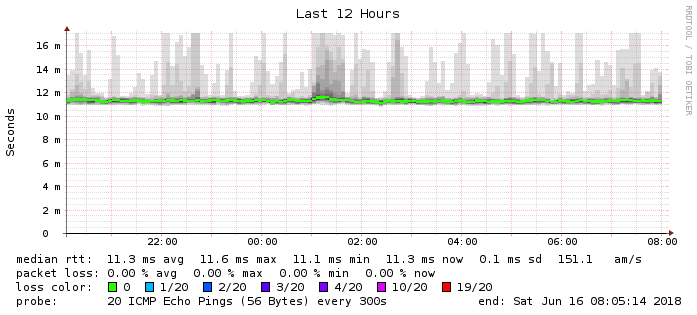 Last 12 Hours
RRDTOOL / TOBI OETIKER
Seconds
16 m
14 m
12 m
10 m
8 m
6 m
4 m
2 m
0
22:00 00:00 02:00 04:00 06:00 08:00
median rtt: 11.3 ms avg 11.6 ms max 11.1 ms min 11.3 ms now 0.1 ms sd 151.1 am/s
packet loss: 0.00 % avg 0.00 % max 0.00 % min 0.00 % now
loss color: 0 1/20 2/20 3/20 4/20 10/20 19/20
probe: 20 ICMP Echo Pings (56 Bytes) every 300s end: Sat Jun 16 08:05:14 2018